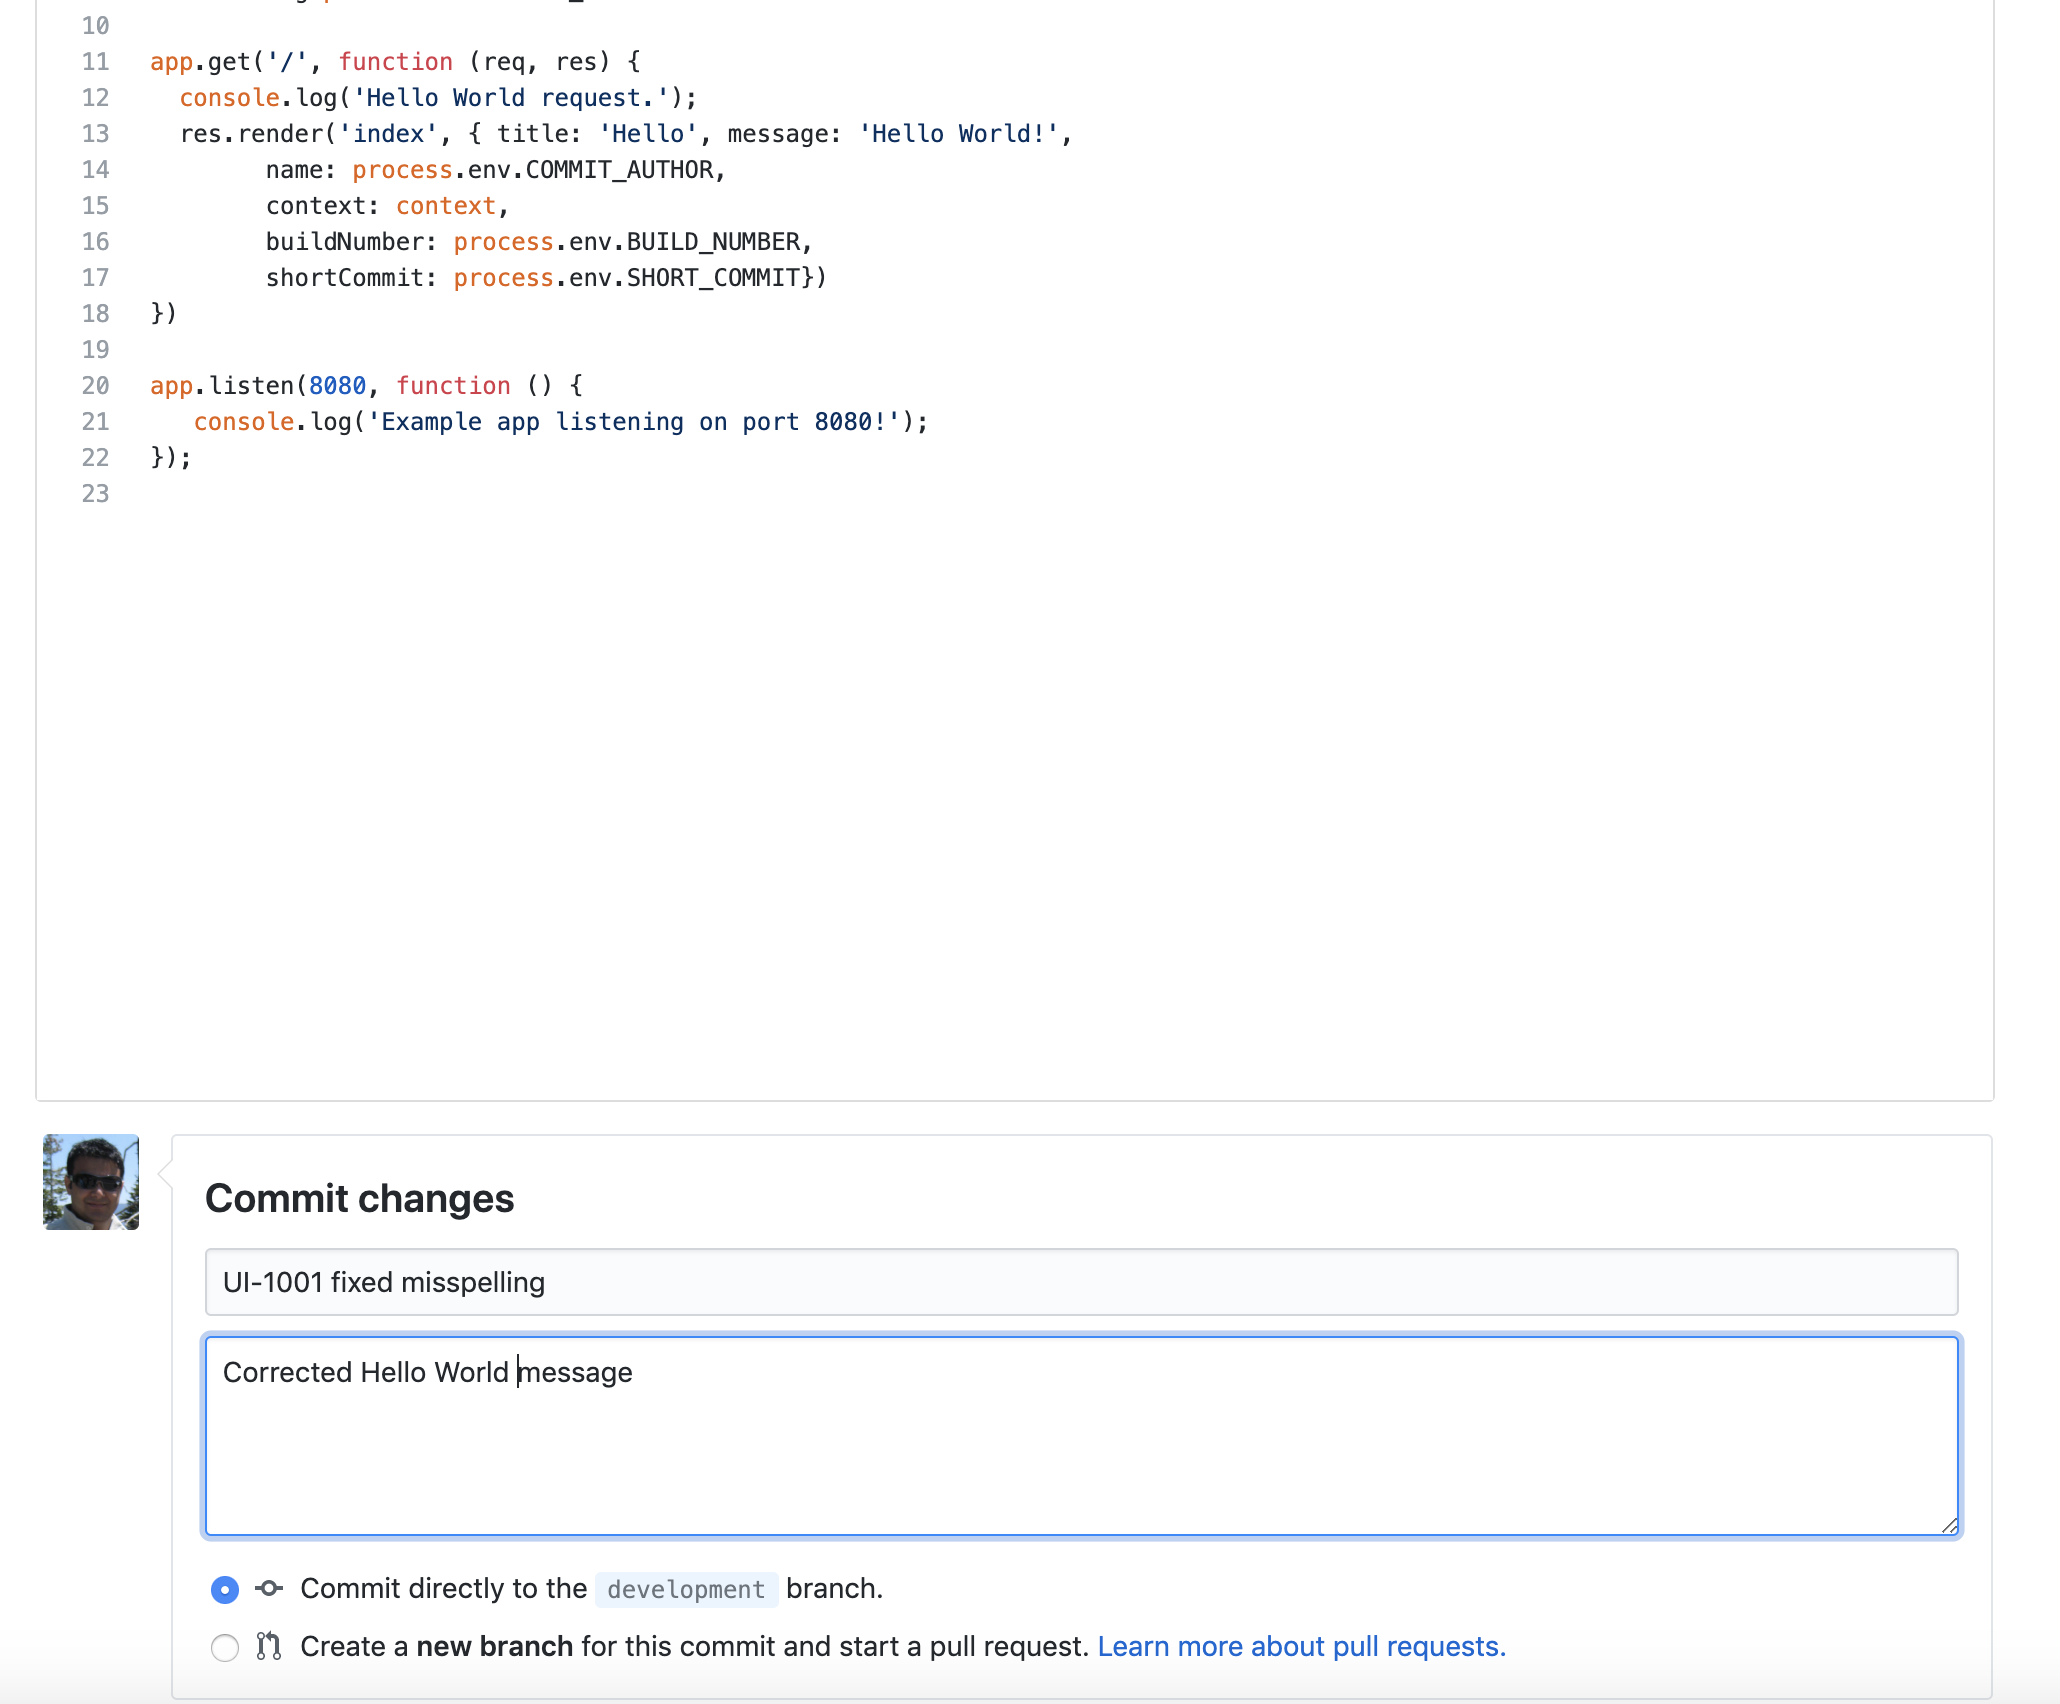 10
11 app.get('/', function (req, res) {
12   console.log('Hello World request.');
13   res.render('index', { title: 'Hello', message: 'Hello World!',
14         name: process.env.COMMIT_AUTHOR,
15         context: context,
16         buildNumber: process.env.BUILD_NUMBER,
17         shortCommit: process.env.SHORT_COMMIT})
18 })
19
20 app.listen(8080, function () {
21    console.log('Example app listening on port 8080!');
22 });
23
Commit changes
UI-1001 fixed misspelling
Corrected Hello World message
Commit directly to the development branch.
Create a new branch for this commit and start a pull request. Learn more about pull requests.